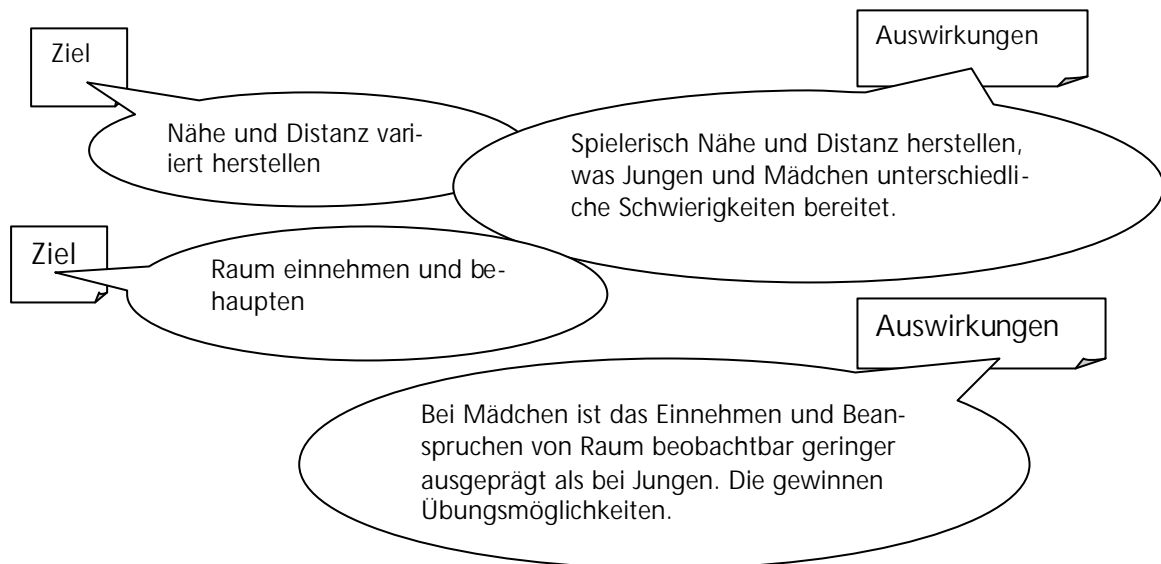 Ziel
Nähe und Distanz vari-
iert herstellen
Auswirkungen
Spielerisch Nähe und Distanz herstellen,
was Jungen und Mädchen unterschiedli-
che Schwierigkeiten bereitet.
Ziel
Raum einnehmen und be-
haupten
Auswirkungen
Bei Mädchen ist das Einnehmen und Bean-
spruchen von Raum beobachtbar geringer
ausgeprägt als bei Jungen. Die gewinnen
Übungsmöglichkeiten.